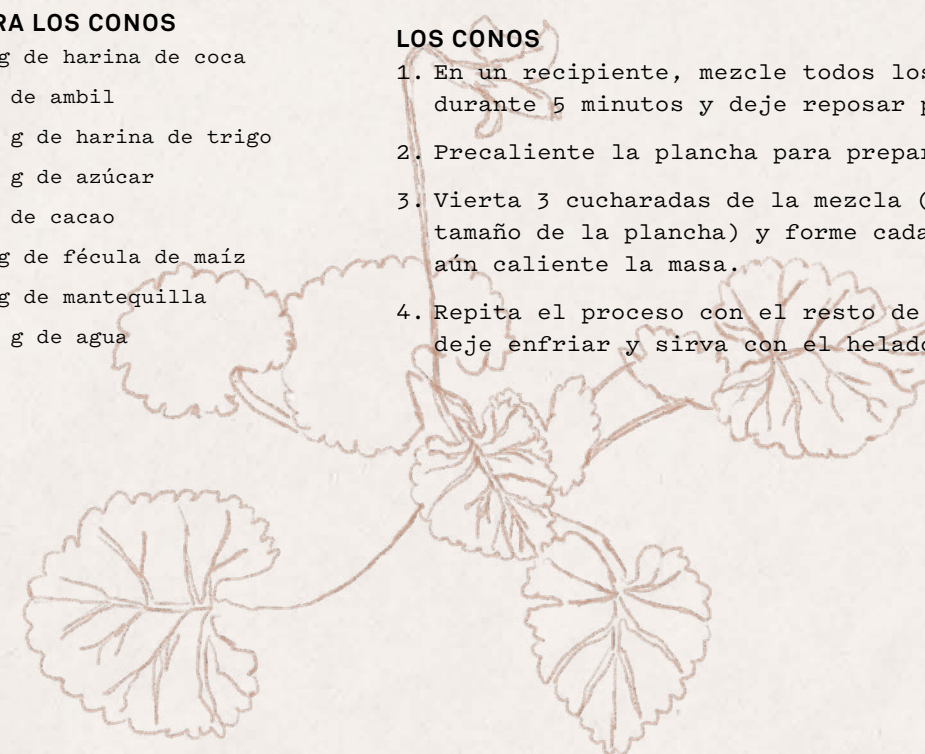 RA LOS CONOS
g de harina de coca
de ambil
g de harina de trigo
g de azúcar
de cacao
g de fécula de maíz
g de mantequilla
g de agua
LOS CONOS
1. En un recipiente, mezcle todos los
durante 5 minutos y deje reposar p
2. Precaliente la plancha para prepar
3. Vierta 3 cucharadas de la mezcla (
tamaño de la plancha) y forme cada
aún caliente la masa.
4. Repita el proceso con el resto de
deje enfriar y sirva con el helado